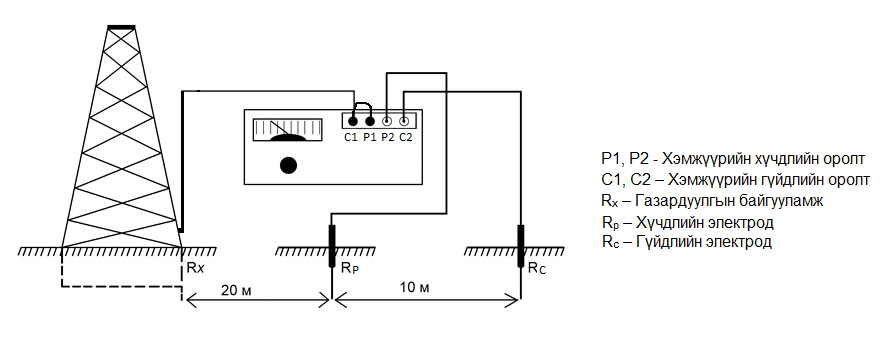 C1 P1 P2 C2
Rx
RP
RC
20 м
10 м
P1, P2 - Хэмжүүрийн хүчдлийн оролт
C1, C2 – Хэмжүүрийн гүйдлийн оролт
Rx – Газардуулгын байгууламж
Rp – Хүчдлийн электрод
Rc – Гүйдлийн электрод